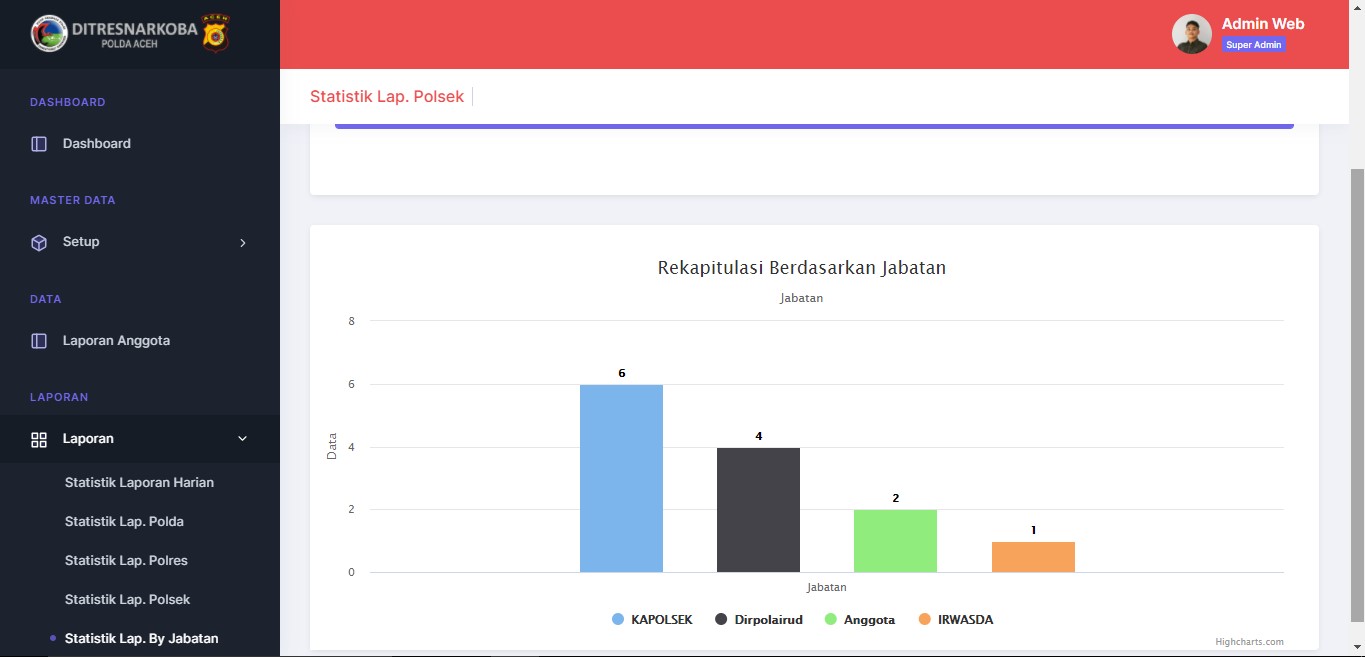 DITRESNARKOBA
POLDA ACEH
ACEH
Admin Web
Super Admin
Statistik Lap. Polsek
DASHBOARD
Dashboard
MASTER DATA
Setup
DATA
Laporan Anggota
LAPORAN
Laporan
Statistik Laporan Harian
Statistik Lap. Polda
Statistik Lap. Polres
Statistik Lap. Polsek
Statistik Lap. By Jabatan
Rekapitulasi Berdasarkan Jabatan
Jabatan
8
6
4
2
0
Data
6
4
2
1
Jabatan
KAPOLSEK Dirpolairud Anggota IRWASDA
Highcharts.com